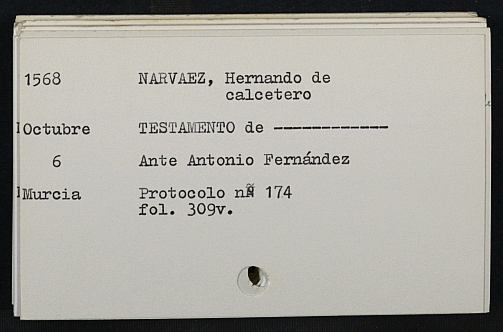 1568 NARVAEZ, Hernando de
calcetero
Octubre TESTAMENTO de ------------
6 Ante Antonio Fernández
Murcia Protocolo nº 174
fol. 309v.